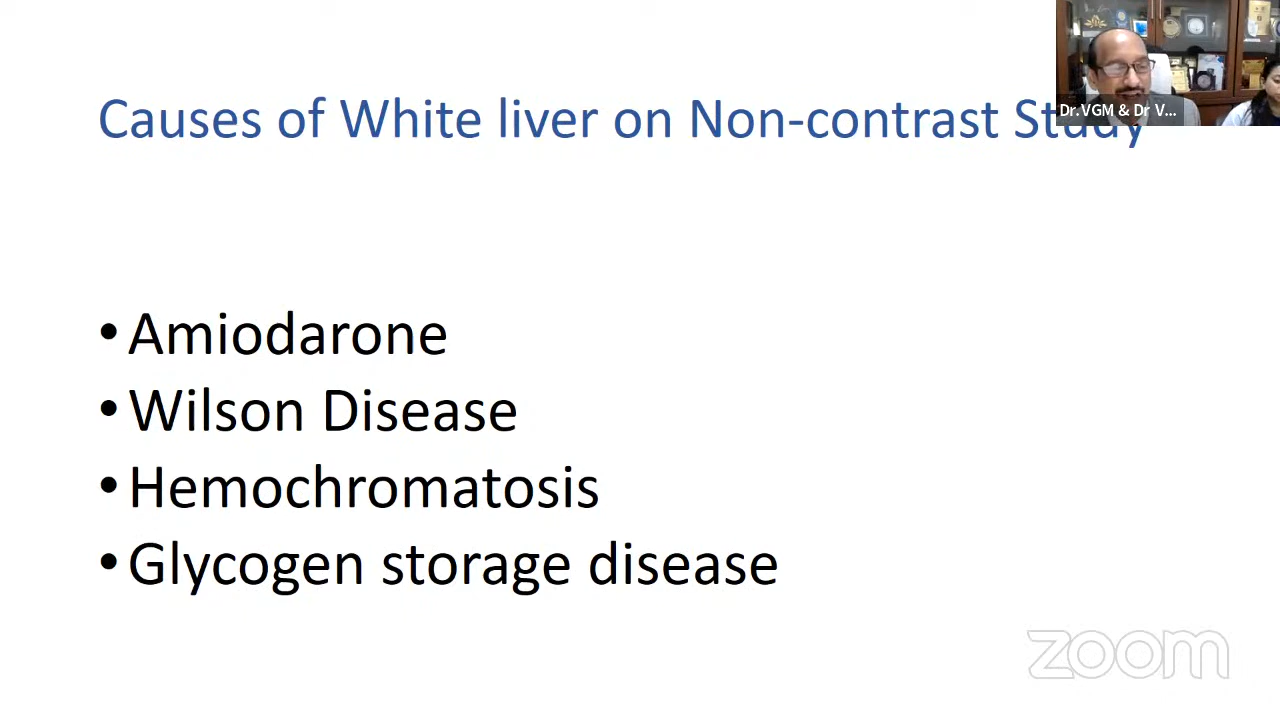 Causes of White liver on Non-contrast Study
Dr.VGM & Dr V...
• Amiodarone
• Wilson Disease
• Hemochromatosis
• Glycogen storage disease
zoom